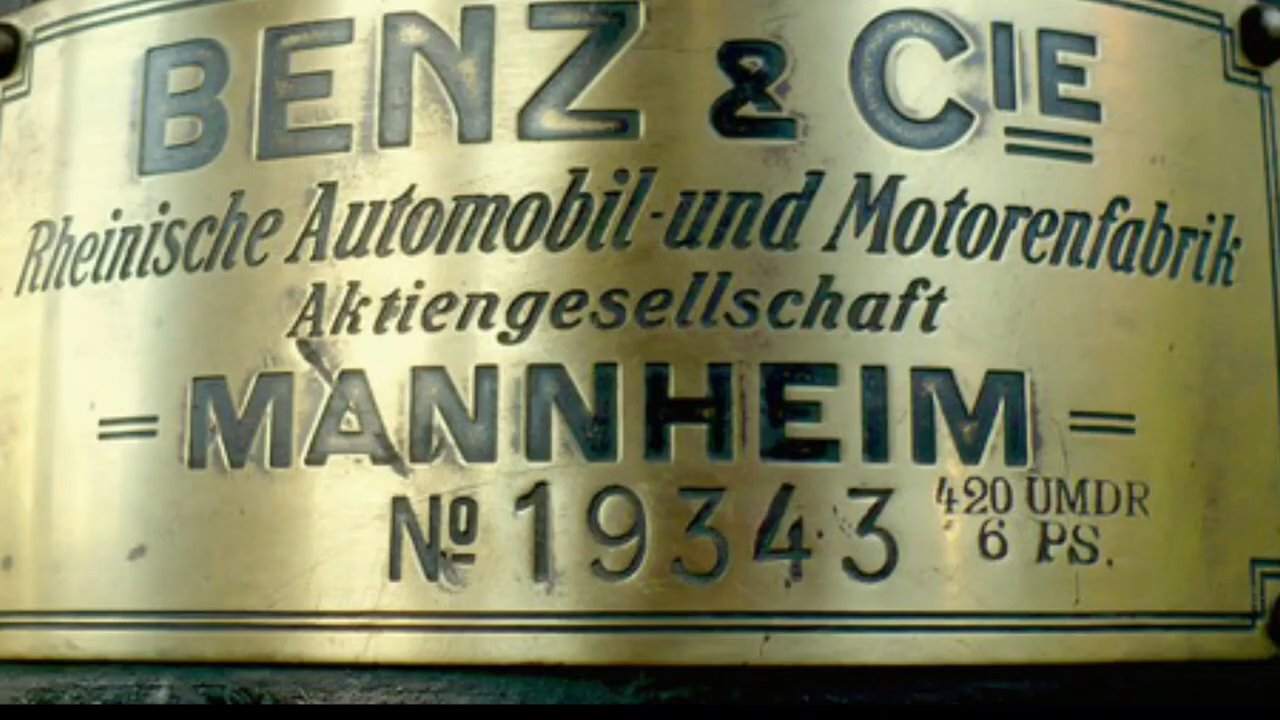 BENZ & CIE
Rheinische Automobil-und Motorenfabrik
Aktiengesellschaft
= MANNHEIM =
No 19343 420 UMDR
6 PS.